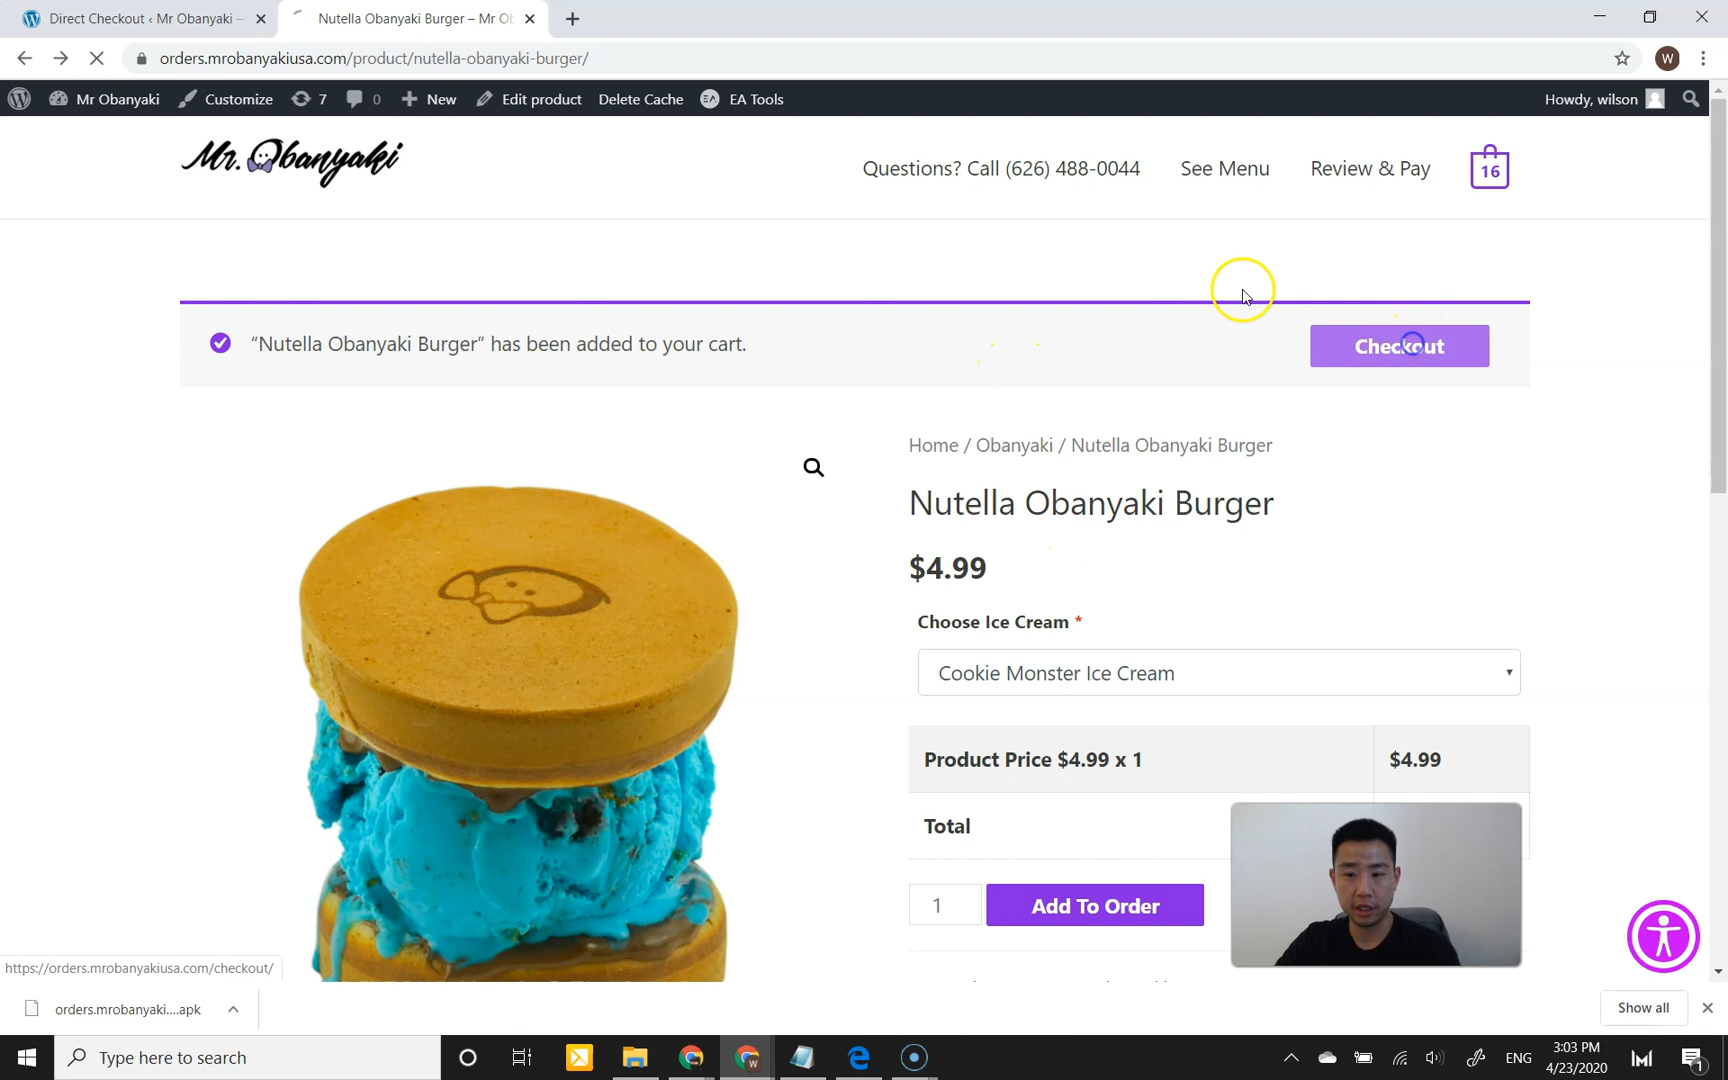 Direct Checkout ‹ Mr Obanyaki –
Nutella Obanyaki Burger – Mr Ob
orders.mrobanyakiusa.com/product/nutella-obanyaki-burger/
W
Mr Obanyaki
Customize
7
0
New
Edit product
Delete Cache
EA
EA Tools
Howdy, wilson
Mr. Obanyaki
Questions? Call (626) 488-0044
See Menu
Review & Pay
16
“Nutella Obanyaki Burger” has been added to your cart.
Checkout
Home / Obanyaki / Nutella Obanyaki Burger
Nutella Obanyaki Burger
$4.99
Choose Ice Cream *
Cookie Monster Ice Cream
Product Price $4.99 x 1
$4.99
Total
1
Add To Order
https://orders.mrobanyakiusa.com/checkout/
orders.mrobanyaki....apk
Show all
Type here to search
ENG
3:03 PM
4/23/2020
1